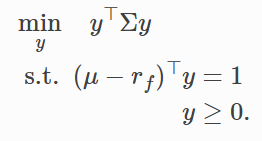 min_y y^⊤Σy
s.t. (μ − r_f)^⊤y = 1
y ≥ 0.